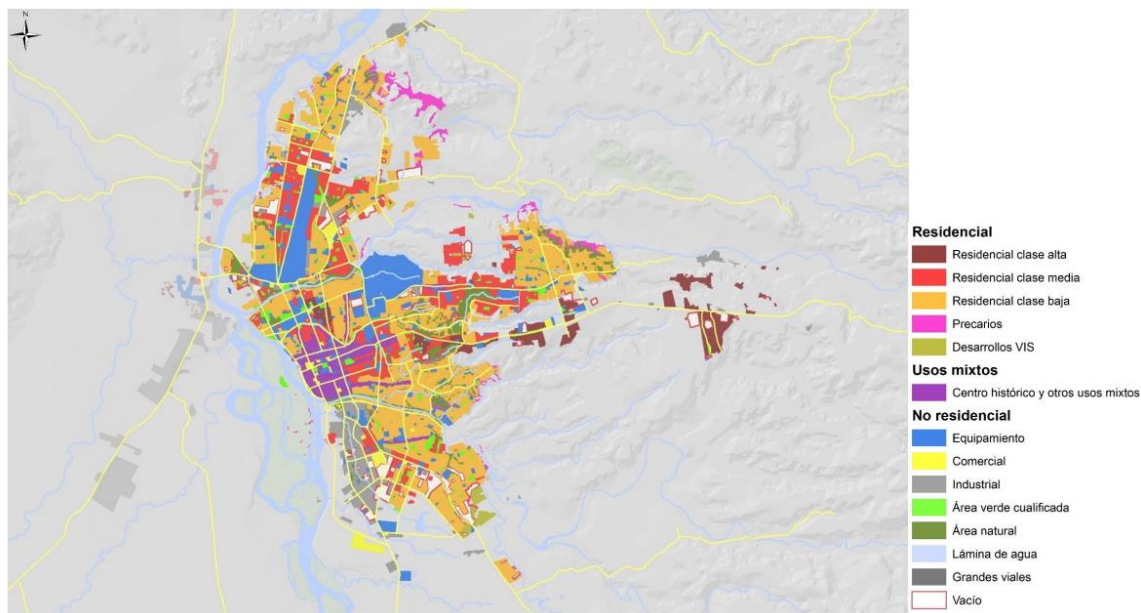 N
Residencial
Residencial clase alta
Residencial clase media
Residencial clase baja
Precarios
Desarrollos VIS
Usos mixtos
Centro histórico y otros usos mixtos
No residencial
Equipamiento
Comercial
Industrial
Área verde cualificada
Área natural
Lámina de agua
Grandes viales
Vacío